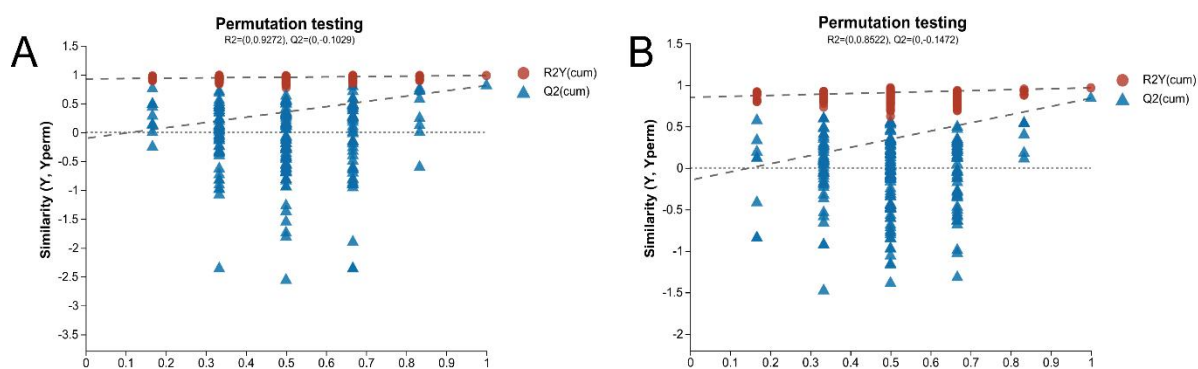 A
Permutation testing
R2=(0,0.9272), Q2=(0,-0.1029)
1.5
1
0.5
0
-0.5
-1
-1.5
-2
-2.5
-3
-3.5
Similarity (Y, Yperm)
0 0.1 0.2 0.3 0.4 0.5 0.6 0.7 0.8 0.9 1
R2Y(cum)
Q2(cum)
B
Permutation testing
R2=(0,0.8522), Q2=(0,-0.1472)
1.5
1
0.5
0
-0.5
-1
-1.5
-2
Similarity (Y, Yperm)
0 0.1 0.2 0.3 0.4 0.5 0.6 0.7 0.8 0.9 1
R2Y(cum)
Q2(cum)